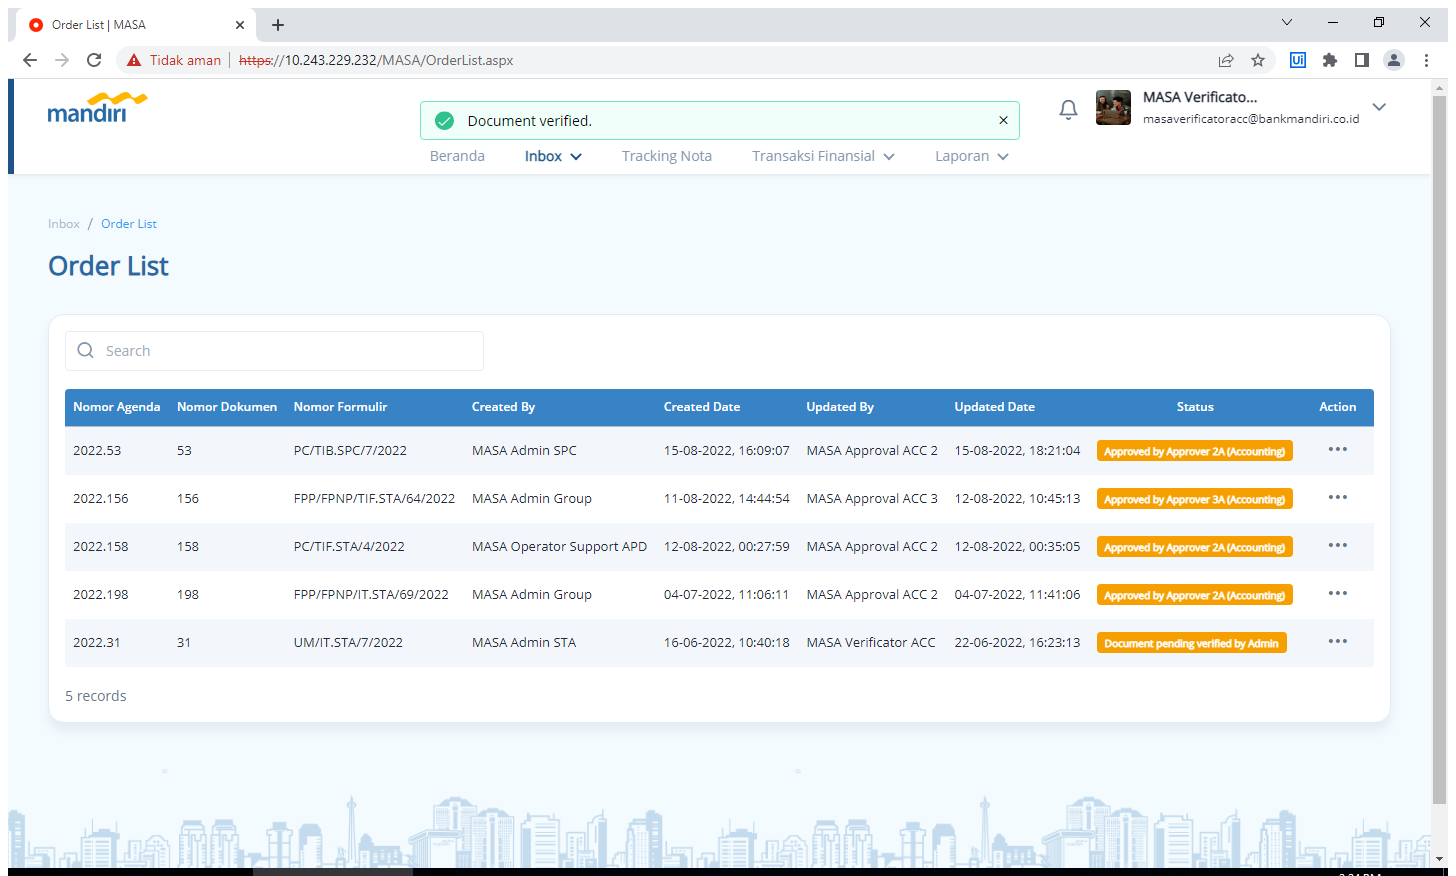 Order List | MASA
Tidak aman
https://10.243.229.232/MASA/OrderList.aspx
Ui
mandiri
Document verified.
MASA Verificato...
masaverificatoracc@bankmandiri.co.id
Beranda Inbox Tracking Nota Transaksi Finansial Laporan
Inbox / Order List
Order List
Search
Nomor Agenda Nomor Dokumen Nomor Formulir Created By Created Date Updated By Updated Date Status Action
2022.53 53 PC/TIB.SPC/7/2022 MASA Admin SPC 15-08-2022, 16:09:07 MASA Approval ACC 2 15-08-2022, 18:21:04 Approved by Approver 2A (Accounting)
2022.156 156 FPP/FPNP/TIF.STA/64/2022 MASA Admin Group 11-08-2022, 14:44:54 MASA Approval ACC 3 12-08-2022, 10:45:13 Approved by Approver 3A (Accounting)
2022.158 158 PC/TIF.STA/4/2022 MASA Operator Support APD 12-08-2022, 00:27:59 MASA Approval ACC 2 12-08-2022, 00:35:05 Approved by Approver 2A (Accounting)
2022.198 198 FPP/FPNP/IT.STA/69/2022 MASA Admin Group 04-07-2022, 11:06:11 MASA Approval ACC 2 04-07-2022, 11:41:06 Approved by Approver 2A (Accounting)
2022.31 31 UM/IT.STA/7/2022 MASA Admin STA 16-06-2022, 10:40:18 MASA Verificator ACC 22-06-2022, 16:23:13 Document pending verified by Admin
5 records